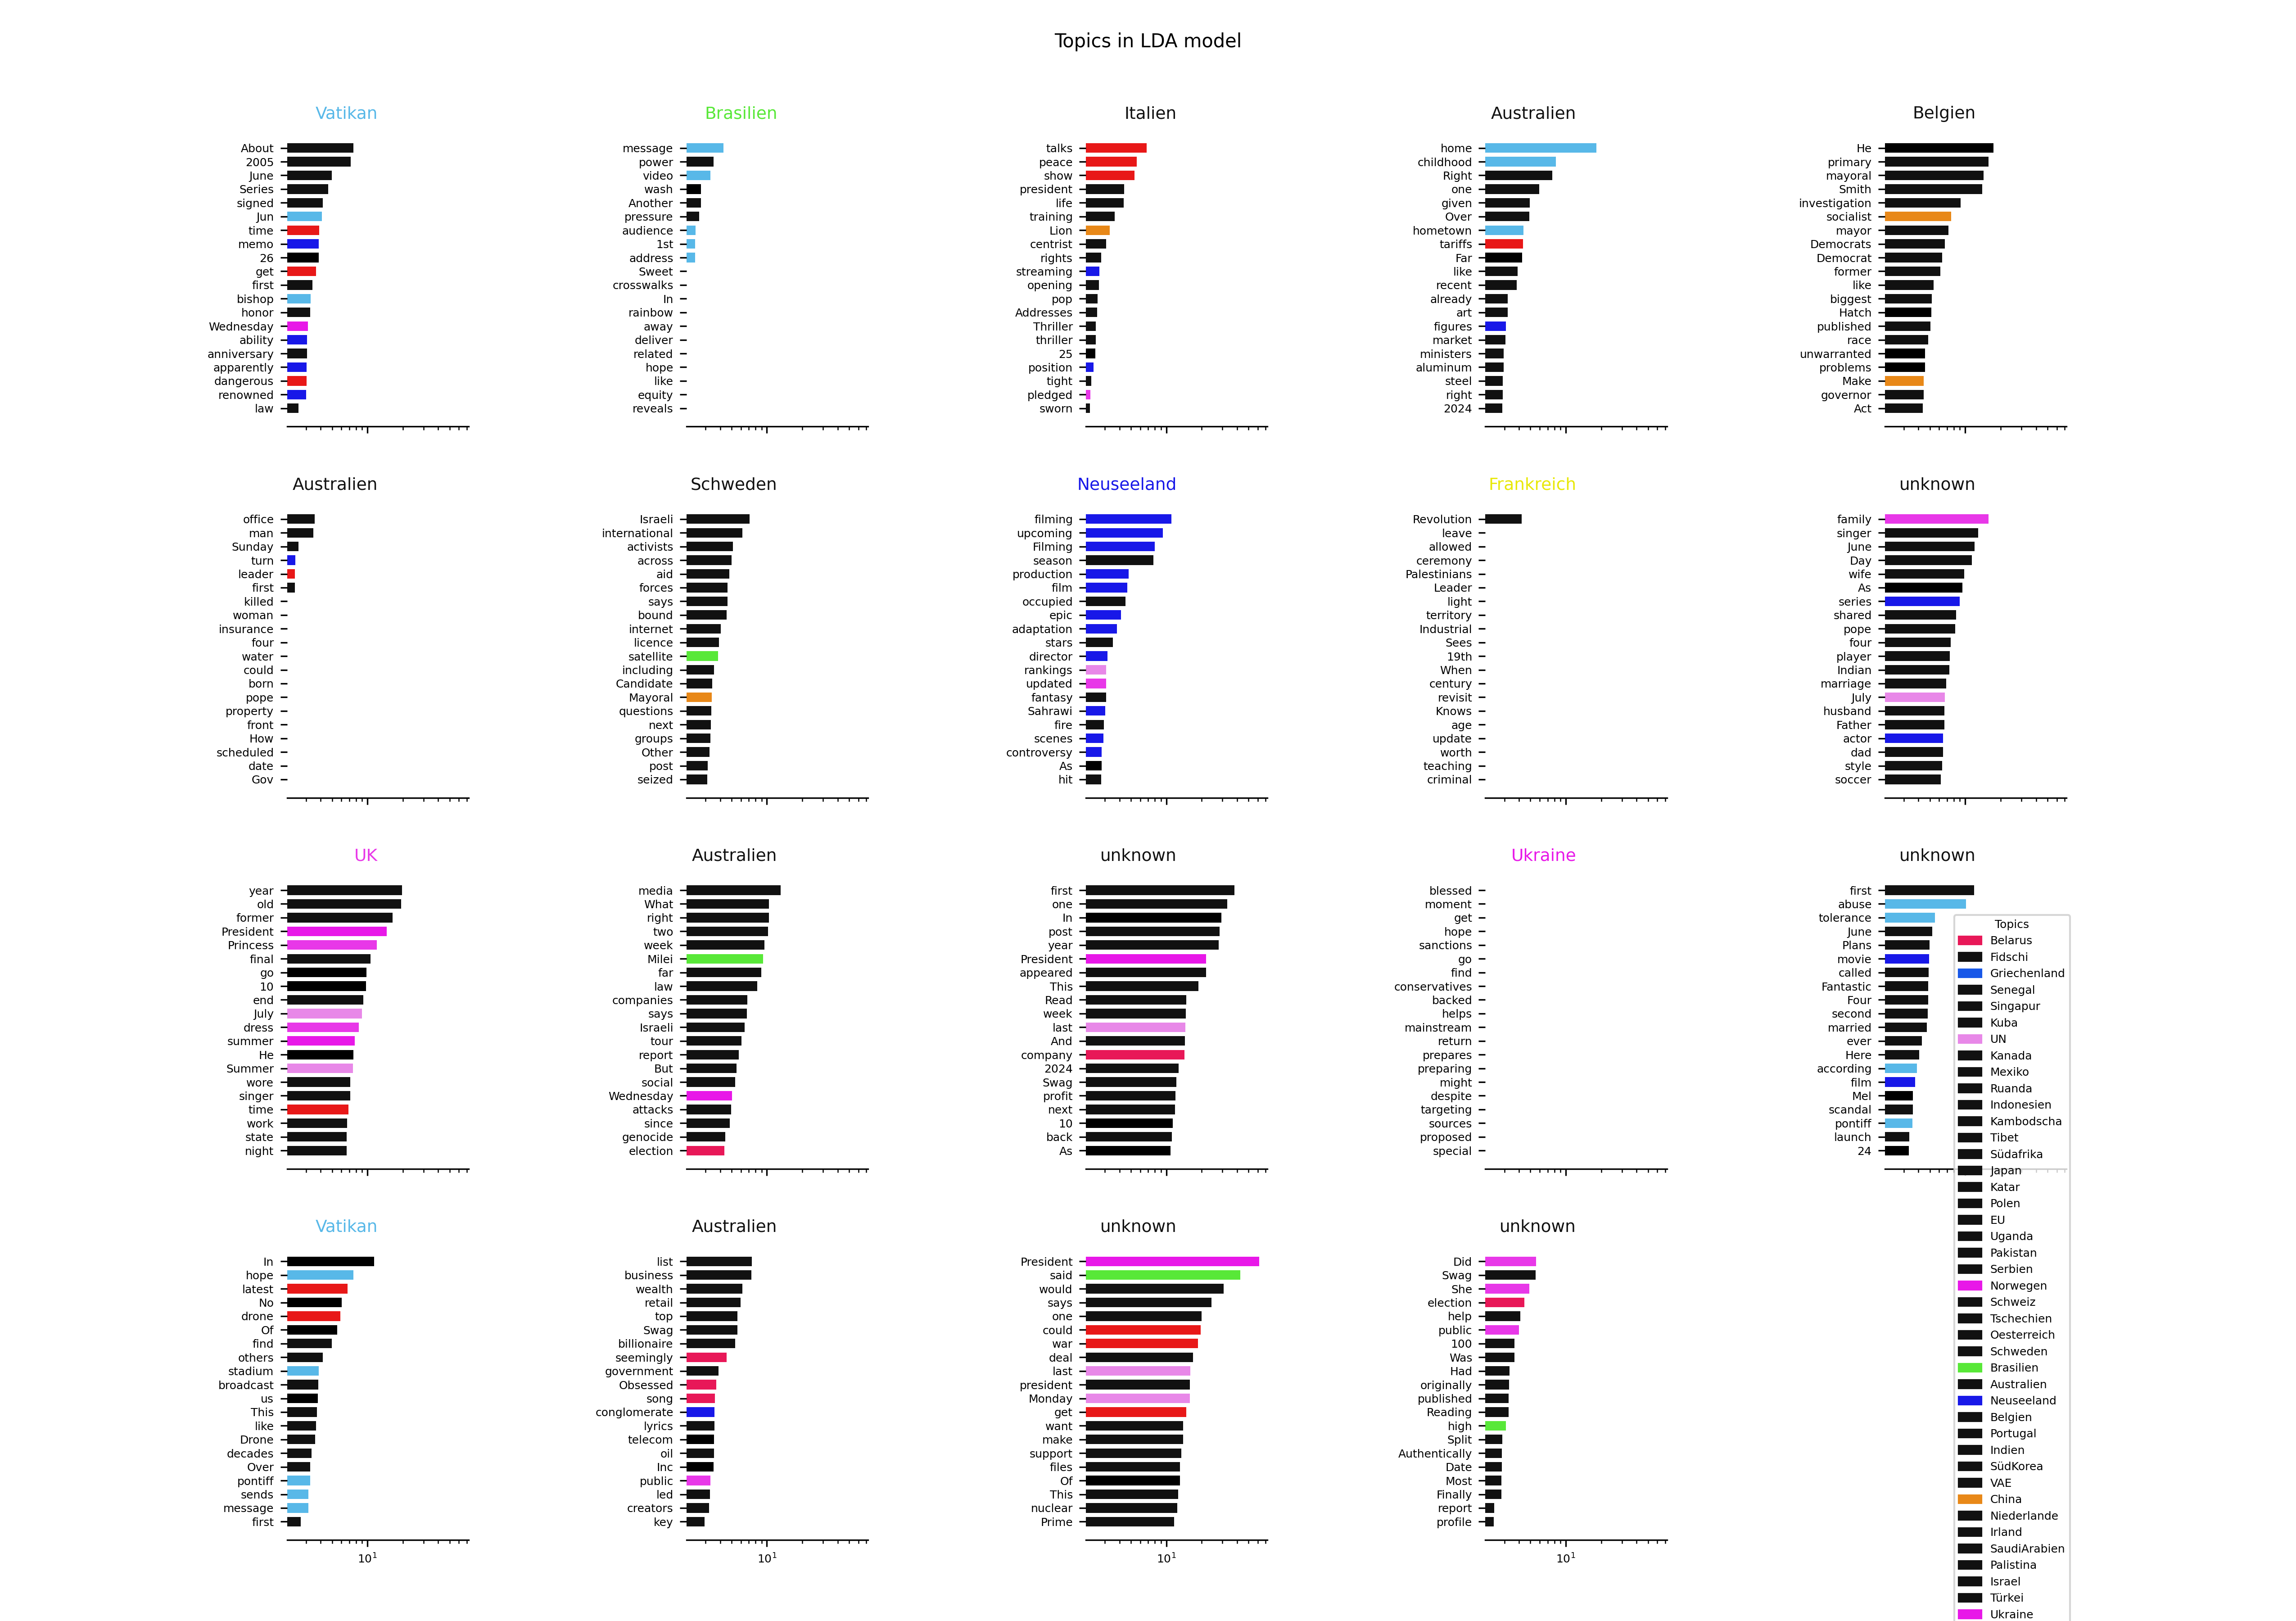 Topics in LDA model
Vatikan
About
2005
June
Series
signed
Jun
time
memo
26
get
first
bishop
honor
Wednesday
ability
anniversary
apparently
dangerous
renowned
law
Brasilien
message
power
video
wash
Another
pressure
audience
1st
address
Sweet
crosswalks
In
rainbow
away
deliver
related
hope
like
equity
reveals
Italien
talks
peace
show
president
life
training
Lion
centrist
rights
streaming
opening
pop
Addresses
Thriller
thriller
25
position
tight
pledged
sworn
Australien
home
childhood
Right
one
given
Over
hometown
tariffs
Far
like
recent
already
art
figures
market
ministers
aluminum
steel
right
2024
Belgien
He
primary
mayoral
Smith
investigation
socialist
mayor
Democrats
Democrat
former
like
biggest
Hatch
published
race
unwarranted
problems
Make
governor
Act
Australien
office
man
Sunday
turn
leader
first
killed
woman
insurance
four
water
could
born
pope
property
front
How
scheduled
date
Gov
Schweden
Israeli
international
activists
across
aid
forces
says
bound
internet
licence
satellite
including
Candidate
Mayoral
questions
next
groups
Other
post
seized
Neuseeland
filming
upcoming
Filming
season
production
film
occupied
epic
adaptation
stars
director
rankings
updated
fantasy
Sahrawi
fire
scenes
controversy
As
hit
Frankreich
Revolution
leave
allowed
ceremony
Palestinians
Leader
light
territory
Industrial
Sees
19th
When
century
revisit
Knows
age
update
worth
teaching
criminal
unknown
family
singer
June
Day
wife
As
series
shared
pope
four
player
Indian
marriage
July
husband
Father
actor
dad
style
soccer
UK
year
old
former
President
Princess
final
go
10
end
July
dress
summer
He
Summer
wore
singer
time
work
state
night
Australien
media
What
right
two
week
Milei
far
law
companies
says
Israeli
tour
report
But
social
Wednesday
attacks
since
genocide
election
unknown
first
one
In
post
year
President
appeared
This
Read
week
last
And
company
2024
Swag
profit
next
10
back
As
Ukraine
blessed
moment
get
hope
sanctions
go
find
conservatives
backed
helps
mainstream
return
prepares
preparing
might
despite
targeting
sources
proposed
special
unknown
first
abuse
tolerance
June
Plans
movie
called
Fantastic
Four
second
married
ever
Here
according
film
Mel
scandal
pontiff
launch
24
Vatikan
In
hope
latest
No
drone
Of
find
others
stadium
broadcast
us
This
like
Drone
decades
Over
pontiff
sends
message
first
10^1
Australien
list
business
wealth
retail
top
Swag
billionaire
seemingly
government
Obsessed
song
conglomerate
lyrics
telecom
oil
Inc
public
led
creators
key
10^1
unknown
President
said
would
says
one
could
war
deal
last
president
Monday
get
want
make
support
files
Of
This
nuclear
Prime
10^1
unknown
Did
Swag
She
election
help
public
100
Was
Had
originally
published
Reading
high
Split
Authentically
Date
Most
Finally
report
profile
10^1
Topics
Belarus
Fidschi
Griechenland
Senegal
Singapur
Kuba
UN
Kanada
Mexiko
Ruanda
Indonesien
Kambodscha
Tibet
Südafrika
Japan
Katar
Polen
EU
Uganda
Pakistan
Serbien
Norwegen
Schweiz
Tschechien
Oesterreich
Schweden
Brasilien
Australien
Neuseeland
Belgien
Portugal
Indien
SüdKorea
VAE
China
Niederlande
Irland
SaudiArabien
Palistina
Israel
Türkei
Ukraine